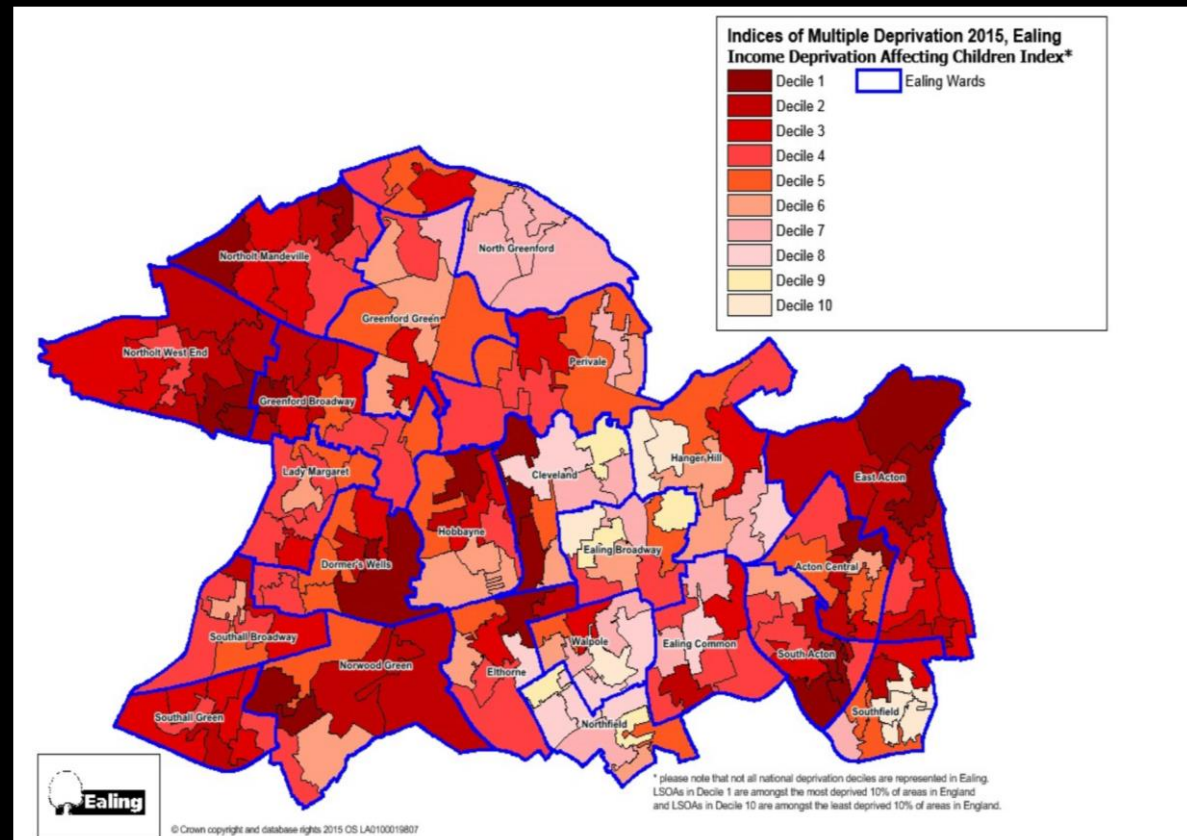 Indices of Multiple Deprivation 2015, Ealing
Income Deprivation Affecting Children Index*
Decile 1
Ealing Wards
Decile 2
Decile 3
Decile 4
Decile 5
Decile 6
Decile 7
Decile 8
Decile 9
Decile 10
North Greenford
Northolt Mandeville
Greenford Green
Northolt West End
Perivale
Greenford Broadway
Hanger Hill
Lady Margaret
Cleveland
East Acton
Hobbayne
Ealing Broadway
Dormer's Wells
Acton Central
Southall Broadway
Walpole
Ealing Common
Norwood Green
Elthorne
South Acton
Southall Green
Northfield
Southfield
* please note that not all national deprivation deciles are represented in Ealing.
LSOAs in Decile 1 are amongst the most deprived 10% of areas in England
and LSOAs in Decile 10 are amongst the least deprived 10% of areas in England.
Ealing
© Crown copyright and database rights 2015 OS LA0100019807